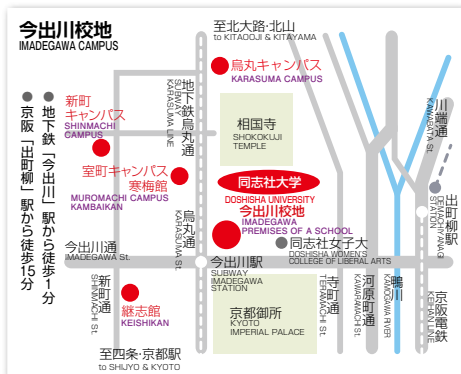 今出川校地
IMADEGAWA CAMPUS
至北大路・北山
to KITAOOJI & KITAYAMA
烏丸キャンパス
KARASUMA CAMPUS
新町
キャンパス
SHINMACHI
CAMPUS
地下鉄烏丸通
SUBWAY
KARASUMA LINE
相国寺
SHOKOKUJI
TEMPLE
川端通
KAWABATA St.
●地下鉄「今出川」駅から徒歩1分
●京阪「出町柳」駅から徒歩15分
室町キャンパス
寒梅館
MUROMACHI CAMPUS
KAMBAIKAN
同志社大学
DOSHISHA UNIVERSITY
今出川校地
IMADEGAWA
PREMISES OF A SCHOOL
出町柳駅
DEMACHIYANAGI
STATION
烏丸通
KARASUMA St.
同志社女子大
DOSHISHA WOMEN'S
COLLEGE OF LIBERAL ARTS
今出川通
IMADEGAWA St.
今出川駅
SUBWAY
IMADEGAWA
STATION
新町通
SHINMACHI St.
継志館
KEISHIKAN
京都御所
KYOTO
IMPERIAL PALACE
寺町通
TERAMACHI St.
河原町通
KAWARAMACHI St.
鴨川
KAMOGAWA RIVER
京阪電鉄
KEIHAN LINE
至四条・京都駅
to SHIJYO & KYOTO